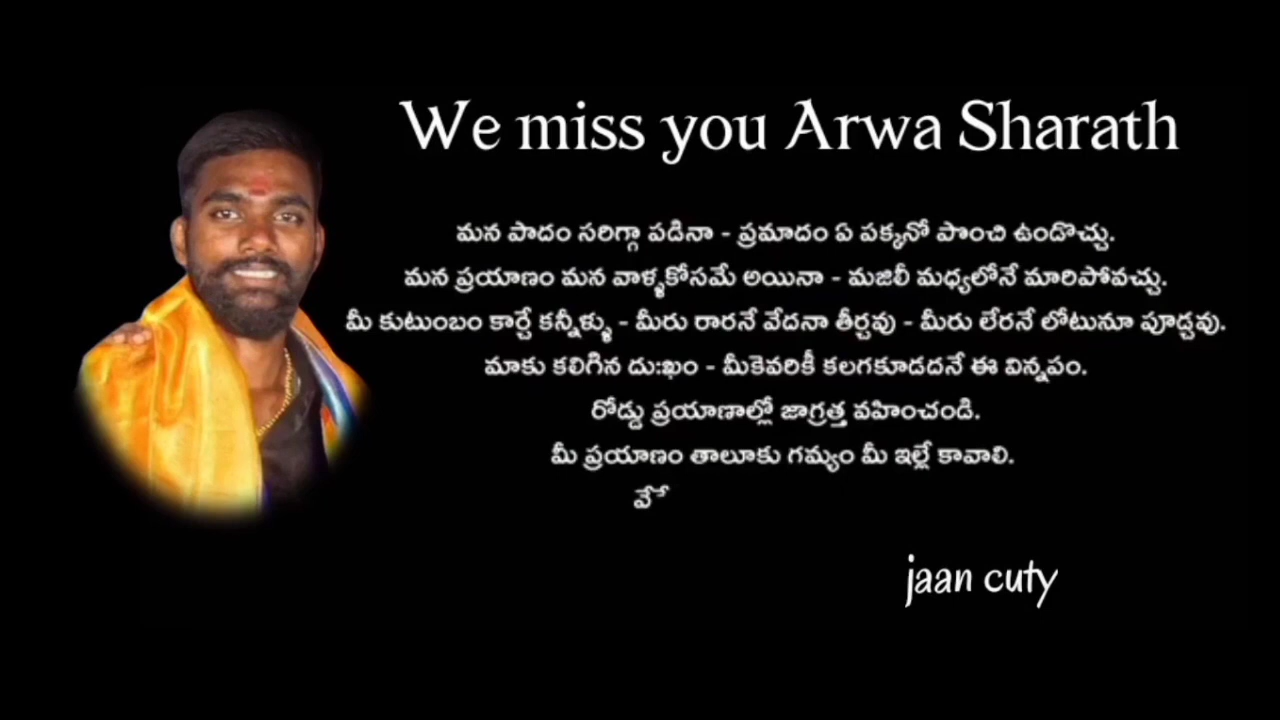 We miss you Arwa Sharath
మన పాదం సరిగ్గా పడినా - ప్రమాదం ఏ పక్కనో పొంచి ఉండొచ్చు.
మన ప్రయాణం మన వాళ్ళకోసమే అయినా - మజిలీ మధ్యలోనే మారిపోవచ్చు.
మీ కుటుంబం కార్చే కన్నీళ్ళు - మీరు రారనే వేదనా తీర్చవు - మీరు లేరనే లోటునూ పూడ్చవు.
మాకు కలిగిన దు:ఖం - మీకెవరికీ కలగకూడదనే ఈ విన్నపం.
రోడ్డు ప్రయాణాల్లో జాగ్రత్త వహించండి.
మీ ప్రయాణం తాలూకు గమ్యం మీ ఇల్లే కావాలి.
jaan cuty